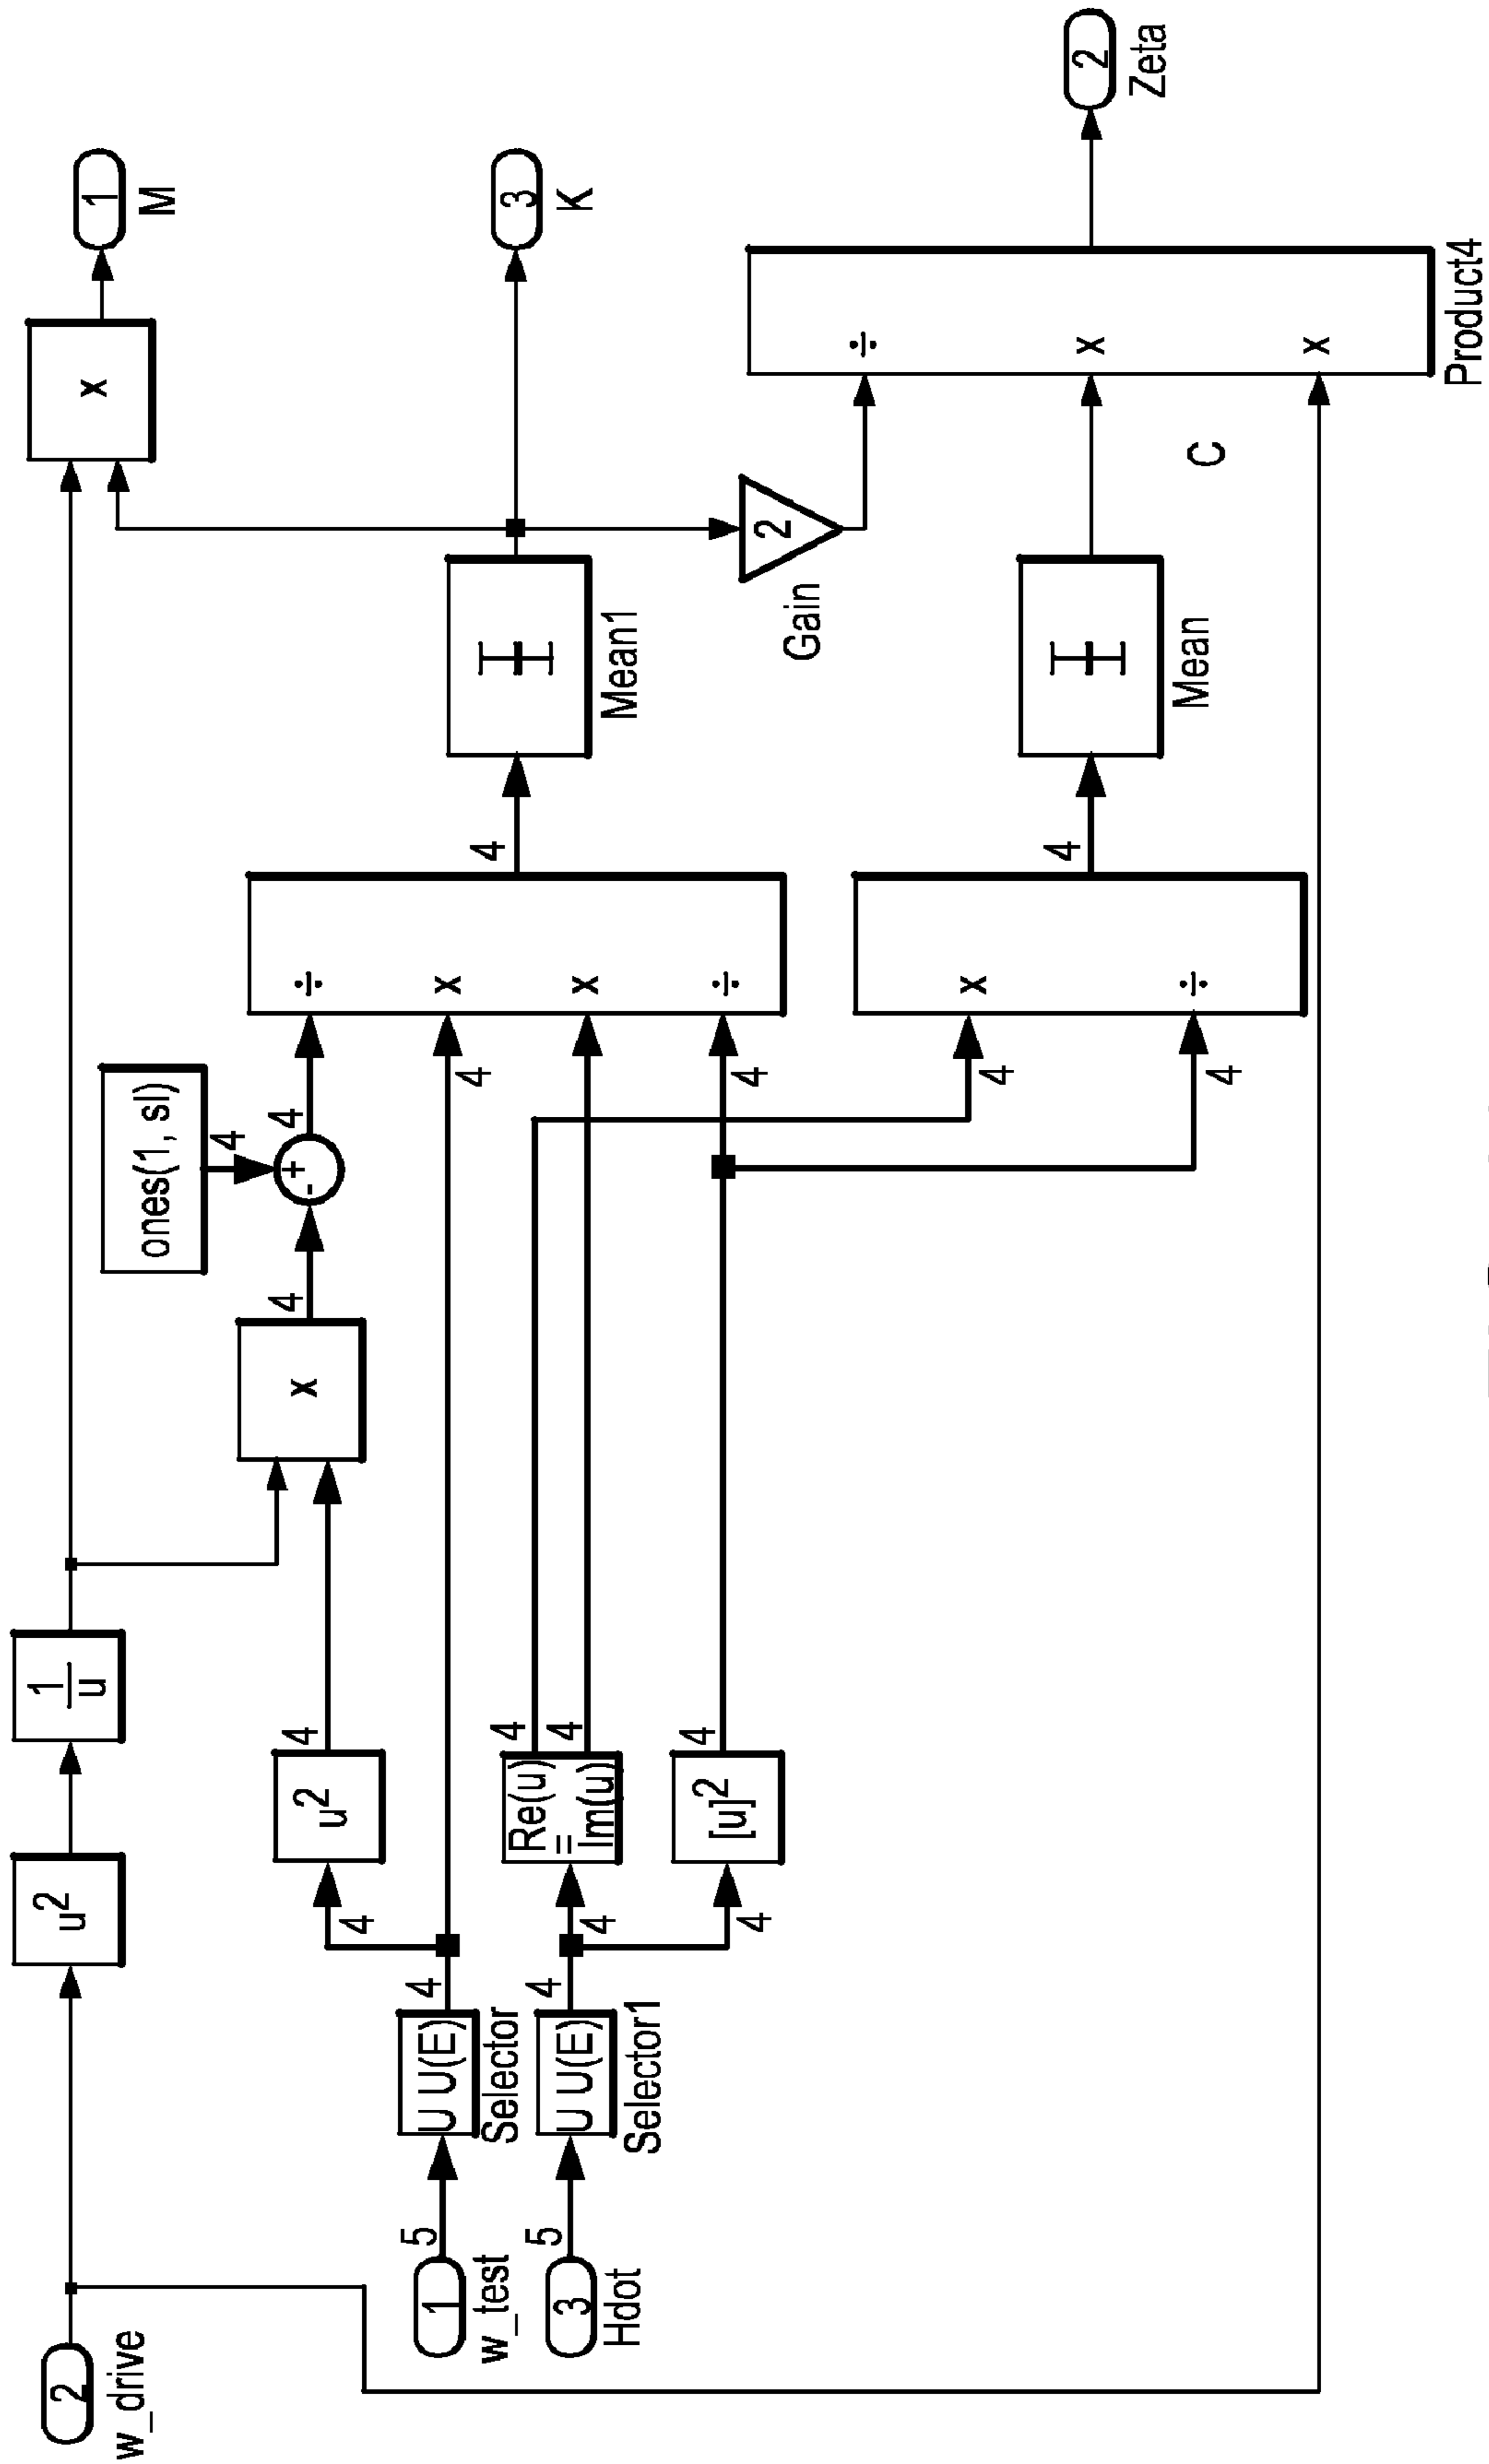 2
w_drive
u2
1
u
x
1
M
ones(1, sl)
4
+
-
4
÷
4
x
4
u2
4
1
w_test
5
U U(E)
Selector
4
x
4
3
Hdot
5
U U(E)
Selector1
4
4
Re(u)
=
Im(u)
4
4
x
÷
4
4
[u]2
4
4
Mean1
3
K
2
Gain
x
4
÷
4
4
Mean
C
÷
x
x
Product4
2
Zeta